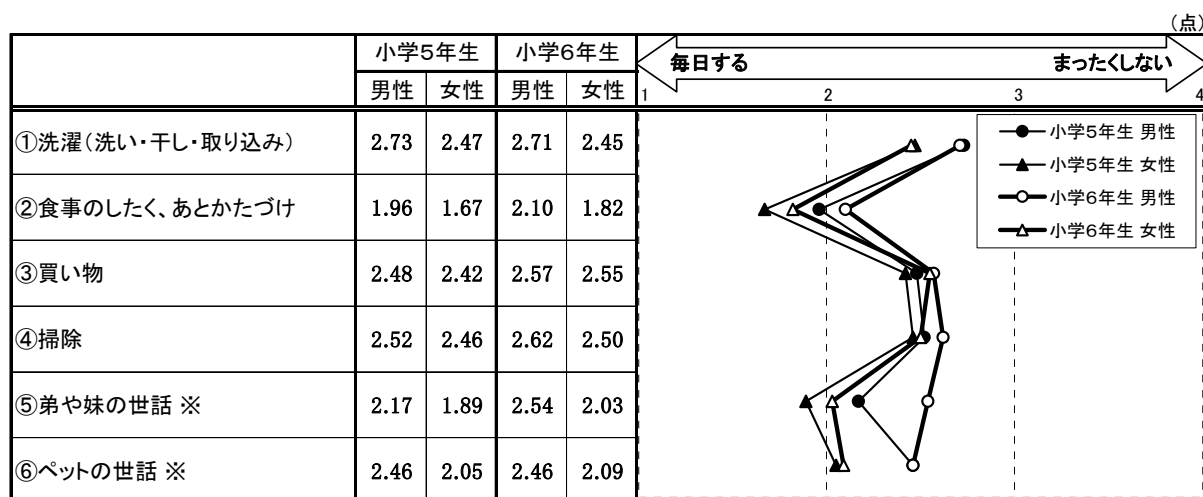 (点)
小学5年生 小学6年生 毎日する まったくしない
男性 女性 男性 女性 1 2 3 4
①洗濯(洗い・干し・取り込み) 2.73 2.47 2.71 2.45
②食事のしたく、あとかたづけ 1.96 1.67 2.10 1.82
③買い物 2.48 2.42 2.57 2.55
④掃除 2.52 2.46 2.62 2.50
⑤弟や妹の世話 ※ 2.17 1.89 2.54 2.03
⑥ペットの世話 ※ 2.46 2.05 2.46 2.09
小学5年生 男性
小学5年生 女性
小学6年生 男性
小学6年生 女性